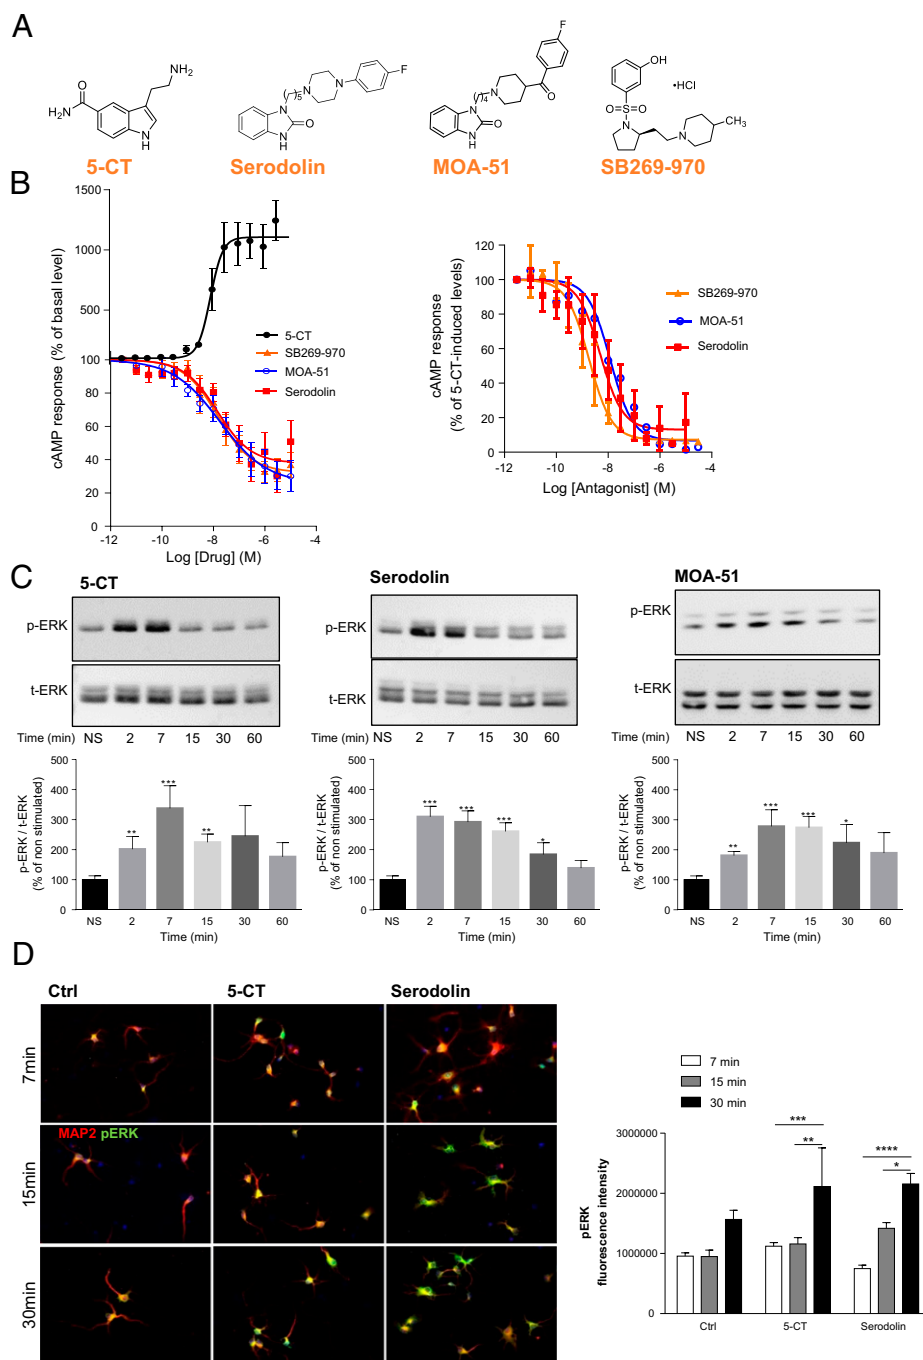 A
NH2
O
H2N
N
H
5-CT
N
N
5
N
O
N
H
F
Serodolin
F
N
4
N
O
O
N
H
MOA-51
OH
•HCl
O=S=O
N
N
CH3
SB269-970
B
cAMP response (% of basal level)
1500
1000
500
100
80
60
40
20
0
5-CT
SB269-970
MOA-51
Serodolin
-12 -10 -8 -6 -4
Log [Drug] (M)
cAMP response
(% of 5-CT-induced levels)
120
100
80
60
40
20
0
SB269-970
MOA-51
Serodolin
-12 -10 -8 -6 -4
Log [Antagonist] (M)
C
5-CT
p-ERK
t-ERK
Time (min) NS 2 7 15 30 60
Serodolin
p-ERK
t-ERK
Time (min) NS 2 7 15 30 60
MOA-51
p-ERK
t-ERK
Time (min) NS 2 7 15 30 60
p-ERK / t-ERK
(% of non stimulated)
500
400
300
200
100
0
** *** **
NS 2 7 15 30 60
Time (min)
p-ERK / t-ERK
(% of non stimulated)
500
400
300
200
100
0
*** *** *** *
NS 2 7 15 30 60
Time (min)
p-ERK / t-ERK
(% of non stimulated)
500
400
300
200
100
0
** *** *** *
NS 2 7 15 30 60
Time (min)
D
Ctrl 5-CT Serodolin
7min
MAP2 pERK
15min
30min
7 min
15 min
30 min
pERK
fluorescence intensity
3000000
2000000
1000000
0
***
**
****
*
Ctrl 5-CT Serodolin